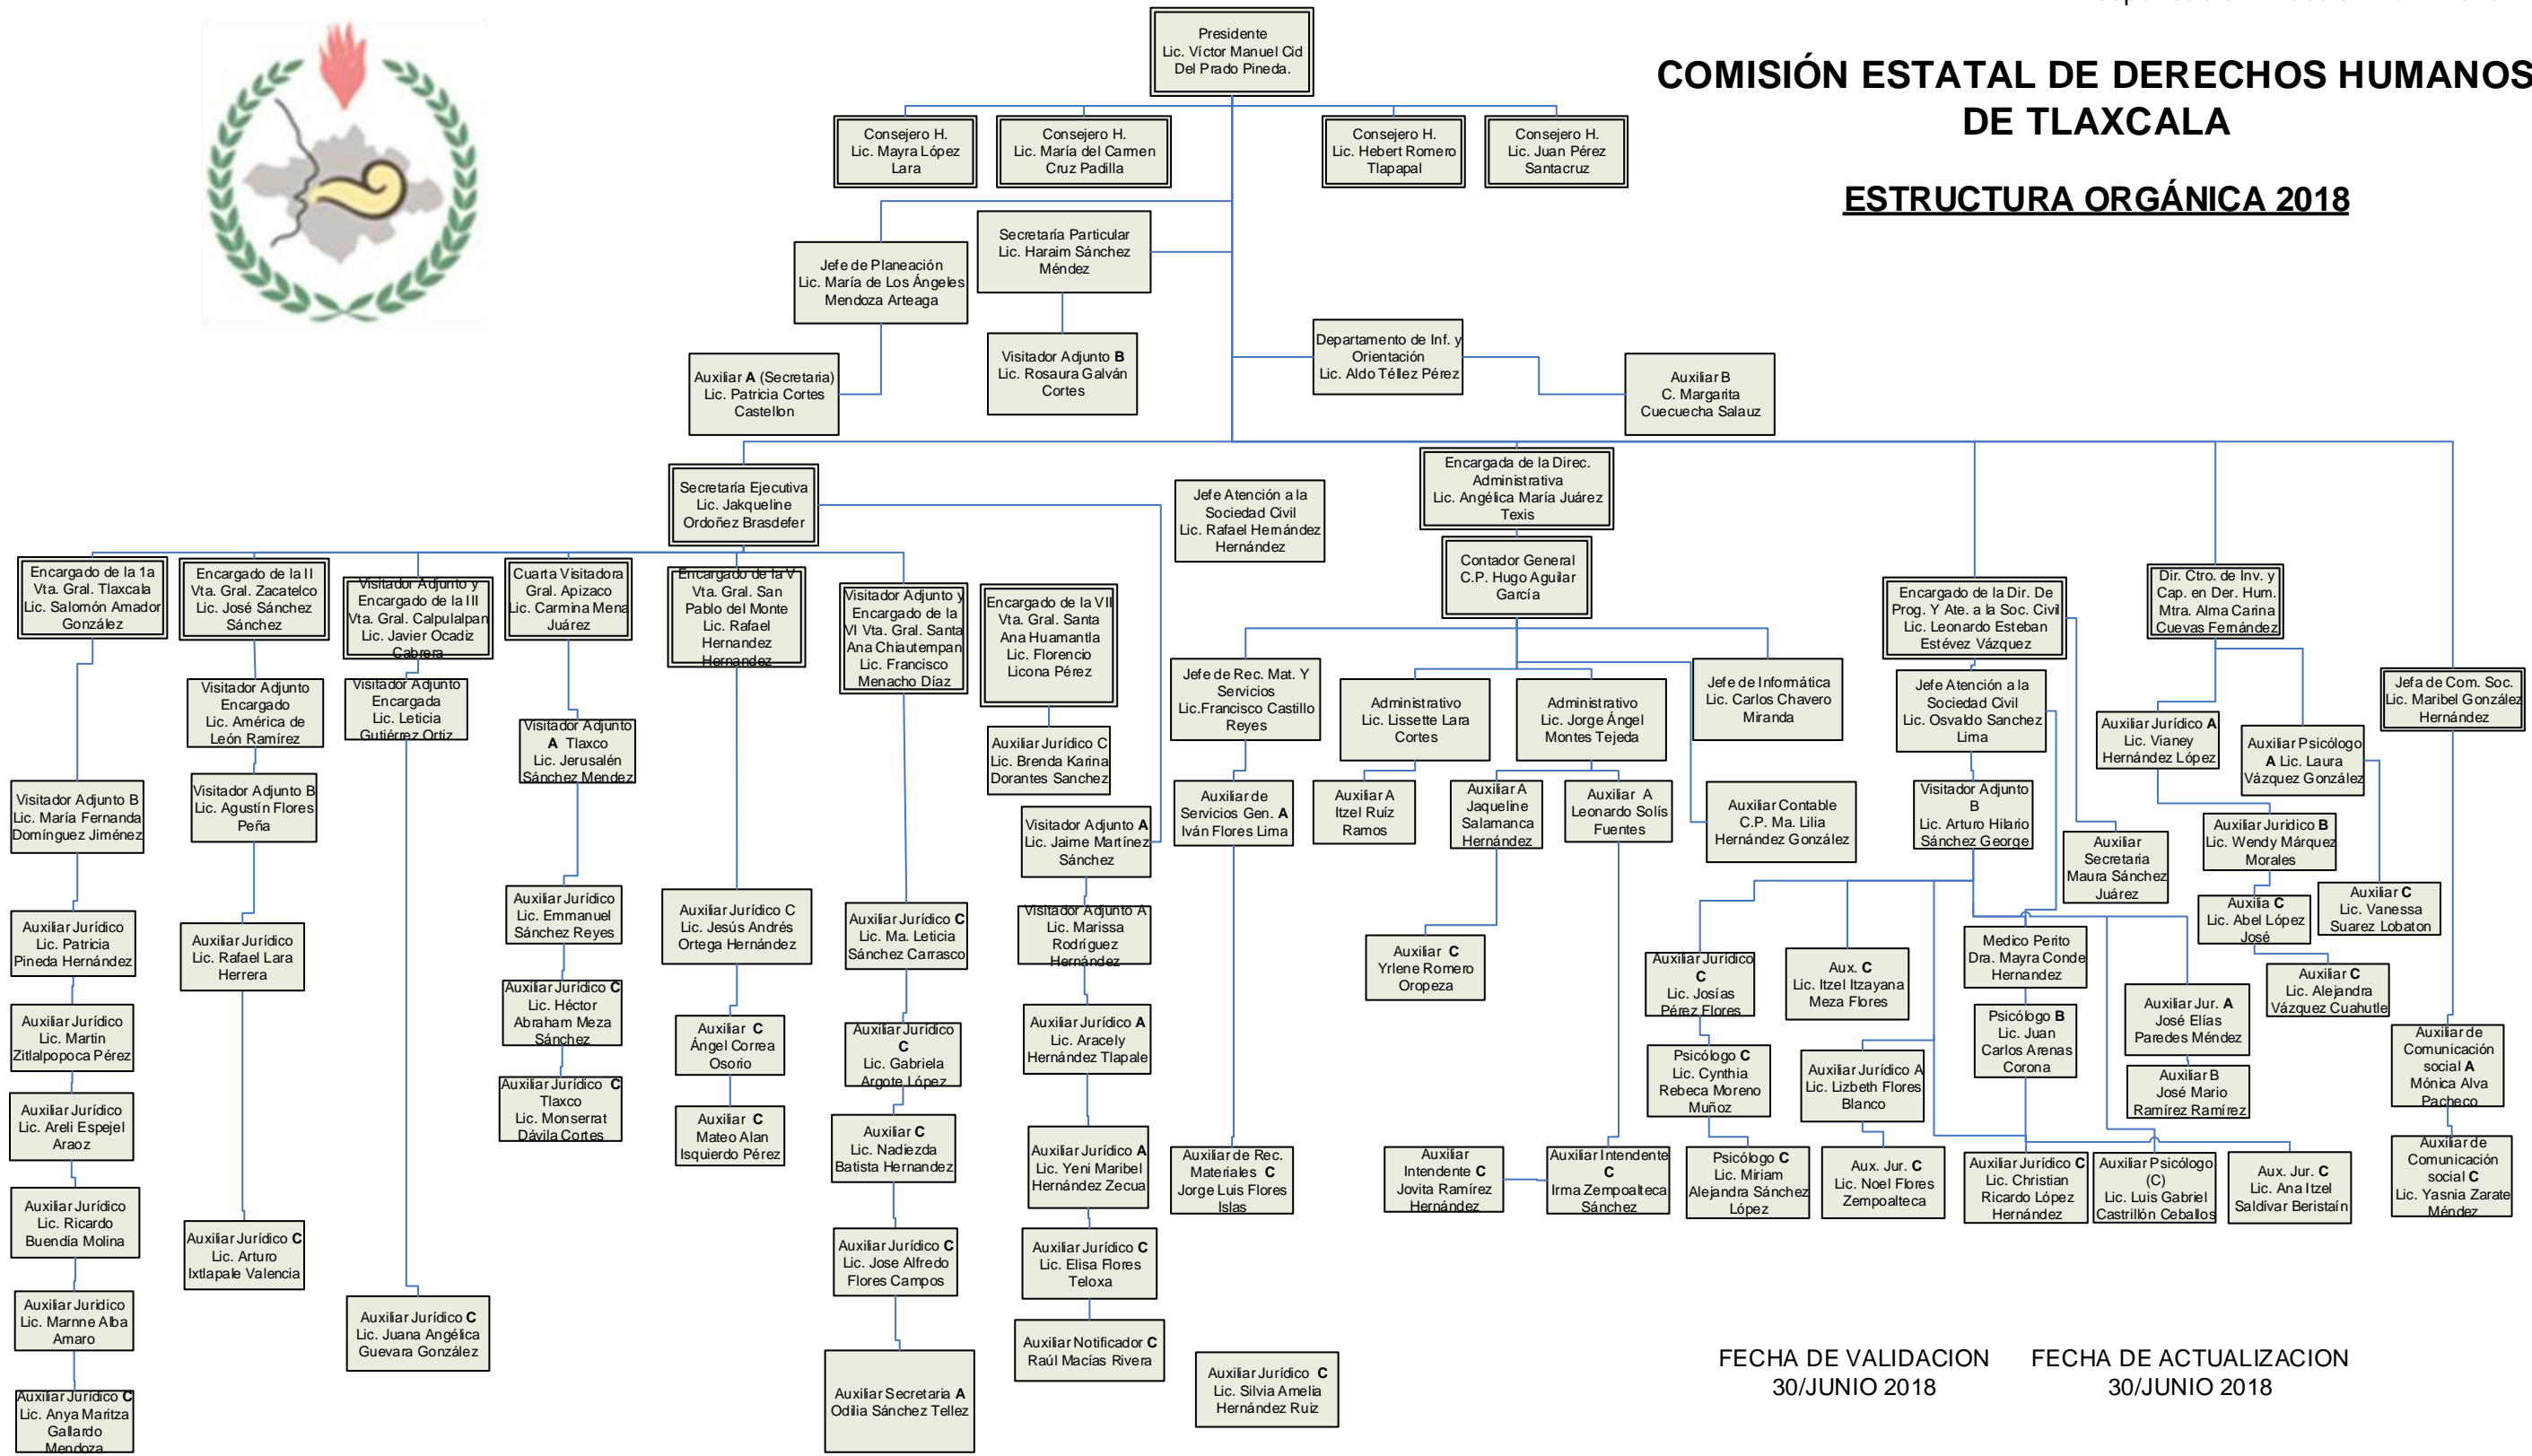 Presidente
Lic. Víctor Manuel Cid
Del Prado Pineda.
COMISIÓN ESTATAL DE DERECHOS HUMANOS
DE TLAXCALA
ESTRUCTURA ORGÁNICA 2018
Consejero H.
Lic. Mayra López
Lara
Consejero H.
Lic. María del Carmen
Cruz Padilla
Consejero H.
Lic. Hebert Romero
Tlapapal
Consejero H.
Lic. Juan Pérez
Santacruz
Jefe de Planeación
Lic. María de Los Ángeles
Mendoza Arteaga
Secretaría Particular
Lic. Haraim Sánchez
Méndez
Auxiliar A (Secretaria)
Lic. Patricia Cortes
Castellon
Visitador Adjunto B
Lic. Rosaura Galván
Cortes
Departamento de Inf. y
Orientación
Lic. Aldo Téllez Pérez
Auxiliar B
C. Margarita
Cuecuecha Salauz
Secretaría Ejecutiva
Lic. Jakqueline
Ordoñez Brasdefer
Jefe Atención a la
Sociedad Civil
Lic. Rafael Hernández
Hernández
Encargada de la Direc.
Administrativa
Lic. Angélica María Juárez
Texis
Contador General
C.P. Hugo Aguilar
García
Encargado de la 1a
Vta. Gral. Tlaxcala
Lic. Salomón Amador
González
Encargado de la II
Vta. Gral. Zacatelco
Lic. José Sánchez
Sánchez
Visitador Adjunto y
Encargado de la III
Vta. Gral. Calpulalpan
Lic. Javier Ocadiz
Cabrera
Cuarta Visitadora
Gral. Apizaco
Lic. Carmina Mena
Juárez
Encargado de la V
Vta. Gral. San
Pablo del Monte
Lic. Rafael
Hernandez
Hernandez
Visitador Adjunto y
Encargado de la
VI Vta. Gral. Santa
Ana Chiautempan
Lic. Francisco
Menacho Díaz
Encargado de la VII
Vta. Gral. Santa
Ana Huamantla
Lic. Florencio
Licona Pérez
Encargado de la Dir. De
Prog. Y Ate. a la Soc. Civil
Lic. Leonardo Esteban
Estévez Vázquez
Dir. Ctro. de Inv. y
Cap. en Der. Hum.
Mtra. Alma Carina
Cuevas Fernández
Jefa de Com. Soc.
Lic. Maribel González
Hernández
Visitador Adjunto
Encargado
Lic. América de
León Ramírez
Visitador Adjunto
Encargada
Lic. Leticia
Gutiérrez Ortiz
Visitador Adjunto
A Tlaxco
Lic. Jerusalén
Sánchez Mendez
Auxiliar Jurídico C
Lic. Brenda Karina
Dorantes Sanchez
Jefe de Rec. Mat. Y
Servicios
Lic.Francisco Castillo
Reyes
Administrativo
Lic. Lissette Lara
Cortes
Administrativo
Lic. Jorge Ángel
Montes Tejeda
Jefe de Informática
Lic. Carlos Chavero
Miranda
Jefe Atención a la
Sociedad Civil
Lic. Osvaldo Sanchez
Lima
Auxiliar Jurídico A
Lic. Vianey
Hernández López
Auxiliar Psicólogo
A Lic. Laura
Vázquez González
Visitador Adjunto B
Lic. María Fernanda
Domínguez Jiménez
Visitador Adjunto B
Lic. Agustín Flores
Peña
Visitador Adjunto A
Lic. Jaime Martínez
Sánchez
Auxiliar de
Servicios Gen. A
Iván Flores Lima
Auxiliar A
Itzel Ruíz
Ramos
Auxiliar A
Jaqueline
Salamanca
Hernández
Auxiliar A
Leonardo Solís
Fuentes
Auxiliar Contable
C.P. Ma. Lilia
Hernández González
Visitador Adjunto
B
Lic. Arturo Hilario
Sánchez George
Auxiliar
Secretaria
Maura Sánchez
Juárez
Auxiliar Juridico B
Lic. Wendy Márquez
Morales
Auxiliar C
Lic. Vanessa
Suarez Lobaton
Auxilia C
Lic. Abel López
José
Auxiliar C
Lic. Alejandra
Vázquez Cuahutle
Auxiliar Jurídico
Lic. Patricia
Pineda Hernández
Auxiliar Jurídico
Lic. Rafael Lara
Herrera
Auxiliar Jurídico
Lic. Emmanuel
Sánchez Reyes
Auxiliar Jurídico C
Lic. Jesús Andrés
Ortega Hernández
Auxiliar Jurídico C
Lic. Ma. Leticia
Sánchez Carrasco
Visitador Adjunto A
Lic. Marissa
Rodríguez
Hernández
Auxiliar C
Yrlene Romero
Oropeza
Auxiliar Jurídico
C
Lic. Josías
Pérez Flores
Aux. C
Lic. Itzel Itzayana
Meza Flores
Medico Perito
Dra. Mayra Conde
Hernandez
Auxiliar Jur. A
José Elías
Paredes Méndez
Auxiliar Jurídico
Lic. Martin
Zitlalpopoca Pérez
Auxiliar Jurídico C
Lic. Héctor
Abraham Meza
Sánchez
Auxiliar C
Ángel Correa
Osorio
Auxiliar Jurídico
C
Lic. Gabriela
Argote López
Auxiliar Jurídico A
Lic. Aracely
Hernández Tlapale
Psicólogo C
Lic. Cynthia
Rebeca Moreno
Muñoz
Auxiliar Jurídico A
Lic. Lizbeth Flores
Blanco
Psicólogo B
Lic. Juan
Carlos Arenas
Corona
Auxiliar B
José Mario
Ramírez Ramírez
Auxiliar de
Comunicación
social A
Mónica Alva
Pacheco
Auxiliar Jurídico
Lic. Areli Espejel
Araoz
Auxiliar Jurídico C
Tlaxco
Lic. Monserrat
Dávila Cortes
Auxiliar C
Mateo Alan
Isquierdo Pérez
Auxiliar C
Lic. Nadiezda
Batista Hernandez
Auxiliar Jurídico A
Lic. Yeni Maribel
Hernández Zecua
Auxiliar de Rec.
Materiales C
Jorge Luis Flores
Islas
Auxiliar
Intendente C
Jovita Ramírez
Hernández
Auxiliar Intendente
C
Irma Zempoalteca
Sánchez
Psicólogo C
Lic. Miriam
Alejandra Sánchez
López
Aux. Jur. C
Lic. Noel Flores
Zempoalteca
Auxiliar Jurídico C
Lic. Christian
Ricardo López
Hernández
Auxiliar Psicólogo
(C)
Lic. Luis Gabriel
Castrillón Ceballos
Aux. Jur. C
Lic. Ana Itzel
Saldívar Beristaín
Auxiliar de
Comunicación
social C
Lic. Yasnia Zarate
Méndez
Auxiliar Jurídico
Lic. Ricardo
Buendía Molina
Auxiliar Jurídico C
Lic. Arturo
Ixtlapale Valencia
Auxiliar Jurídico C
Lic. Jose Alfredo
Flores Campos
Auxiliar Jurídico C
Lic. Elisa Flores
Teloxa
Auxiliar Juridico
Lic. Marnne Alba
Amaro
Auxiliar Jurídico C
Lic. Juana Angélica
Guevara González
Auxiliar Notificador C
Raúl Macías Rivera
Auxiliar Jurídico C
Lic. Anya Maritza
Gallardo
Mendoza
Auxiliar Secretaria A
Odilia Sánchez Tellez
Auxiliar Jurídico C
Lic. Silvia Amelia
Hernández Ruiz
FECHA DE VALIDACION
30/JUNIO 2018
FECHA DE ACTUALIZACION
30/JUNIO 2018